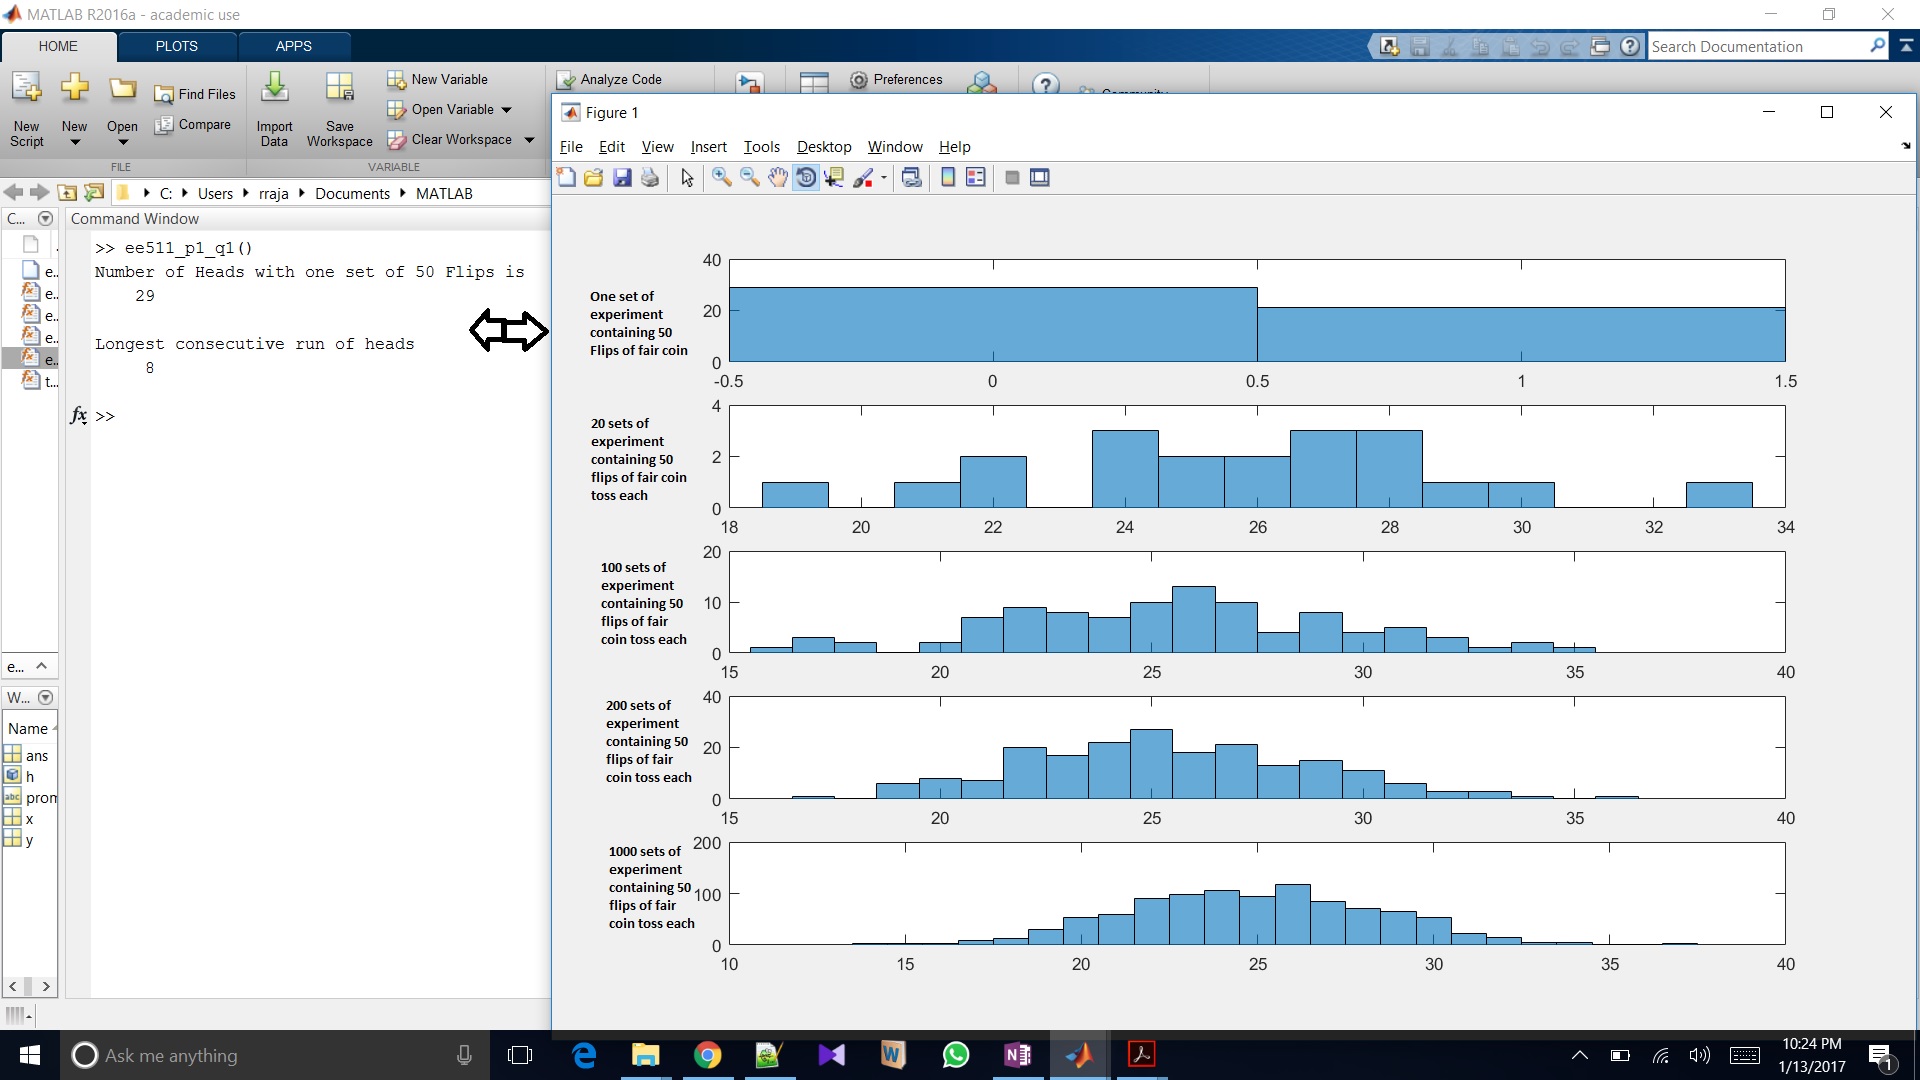 MATLAB R2016a - academic use
HOME
PLOTS
APPS
Search Documentation
New Script
New
Open
Find Files
Compare
Import Data
Save Workspace
New Variable
Open Variable
Clear Workspace
Analyze Code
Preferences
Community
FILE
VARIABLE
C: Users rraja Documents MATLAB
C...
Command Window
e..
e..
e..
e..
e..
t...
e...
W...
Name
ans
h
prom
x
y
>> ee511_p1_q1()
Number of Heads with one set of 50 Flips is
29
Longest consecutive run of heads
8
fx >>
Figure 1
File Edit View Insert Tools Desktop Window Help
One set of
experiment
containing 50
Flips of fair coin
40
20
0
-0.5 0 0.5 1 1.5
20 sets of
experiment
containing 50
flips of fair coin
toss each
4
2
0
18 20 22 24 26 28 30 32 34
100 sets of
experiment
containing 50
flips of fair
coin toss each
20
10
0
15 20 25 30 35 40
200 sets of
experiment
containing 50
flips of fair
coin toss each
40
20
0
15 20 25 30 35 40
1000 sets of
experiment
containing 50
flips of fair
coin toss each
200
100
0
10 15 20 25 30 35 40
Ask me anything
10:24 PM
1/13/2017
1